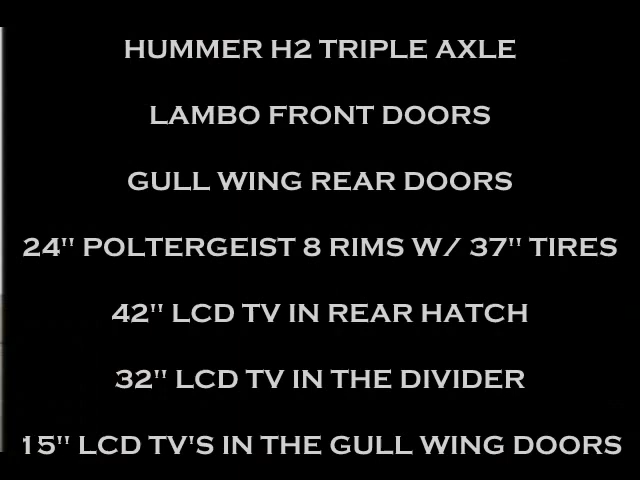 HUMMER H2 TRIPLE AXLE
LAMBO FRONT DOORS
GULL WING REAR DOORS
24" POLTERGEIST 8 RIMS W/ 37" TIRES
42" LCD TV IN REAR HATCH
32" LCD TV IN THE DIVIDER
15" LCD TV'S IN THE GULL WING DOORS